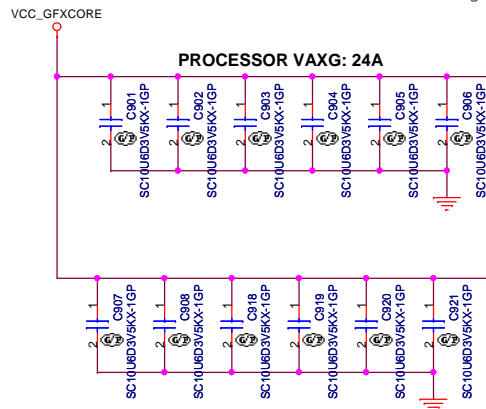 g
VCC_GFXCORE
PROCESSOR VAXG: 24A
1
2
C901
SC10U6D3V5KX-1GP
1
2
C902
SC10U6D3V5KX-1GP
1
2
C903
SC10U6D3V5KX-1GP
1
2
C904
SC10U6D3V5KX-1GP
1
2
C905
SC10U6D3V5KX-1GP
1
2
C906
SC10U6D3V5KX-1GP
1
2
C907
SC10U6D3V5KX-1GP
1
2
C908
SC10U6D3V5KX-1GP
1
2
C918
SC10U6D3V5KX-1GP
1
2
C919
SC10U6D3V5KX-1GP
1
2
C920
SC10U6D3V5KX-1GP
1
2
C921
SC10U6D3V5KX-1GP